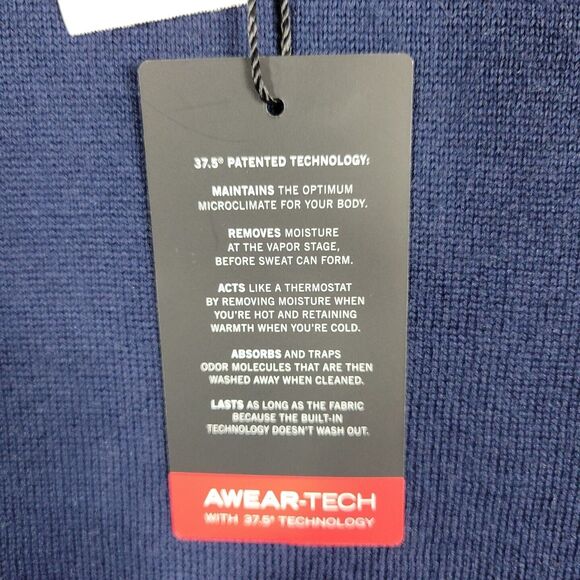 37.5® PATENTED TECHNOLOGY:
MAINTAINS THE OPTIMUM
MICROCLIMATE FOR YOUR BODY.
REMOVES MOISTURE
AT THE VAPOR STAGE,
BEFORE SWEAT CAN FORM.
ACTS LIKE A THERMOSTAT
BY REMOVING MOISTURE WHEN
YOU'RE HOT AND RETAINING
WARMTH WHEN YOU'RE COLD.
ABSORBS AND TRAPS
ODOR MOLECULES THAT ARE THEN
WASHED AWAY WHEN CLEANED.
LASTS AS LONG AS THE FABRIC
BECAUSE THE BUILT-IN
TECHNOLOGY DOESN'T WASH OUT.
AWEAR-TECH
WITH 37.5® TECHNOLOGY